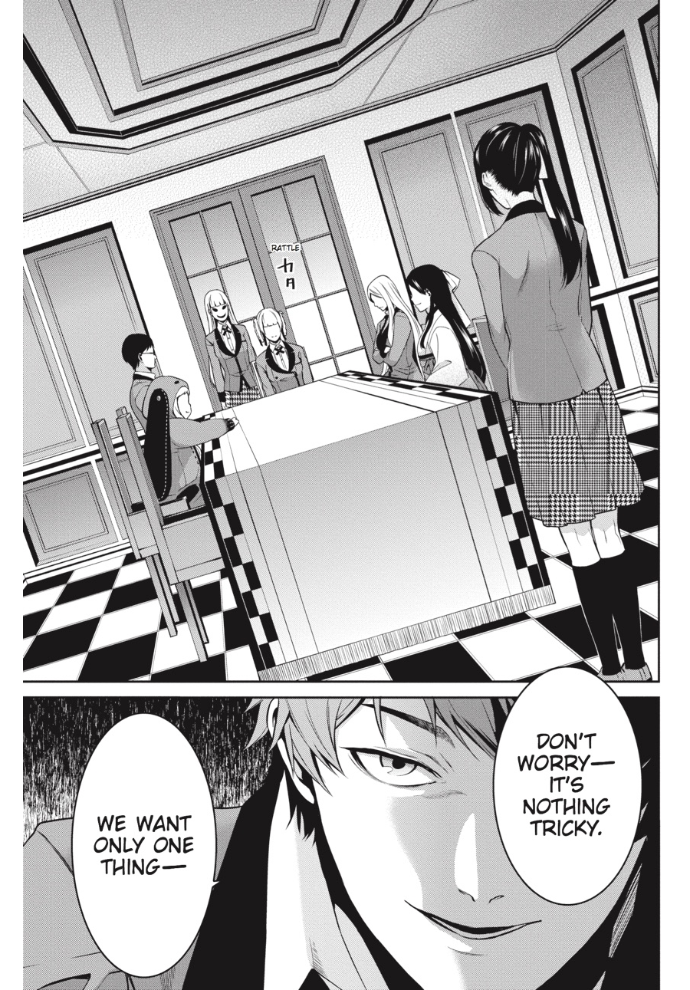 RATTLE
カタ
DON'T
WORRY—
IT'S
NOTHING
TRICKY.
WE WANT
ONLY ONE
THING—